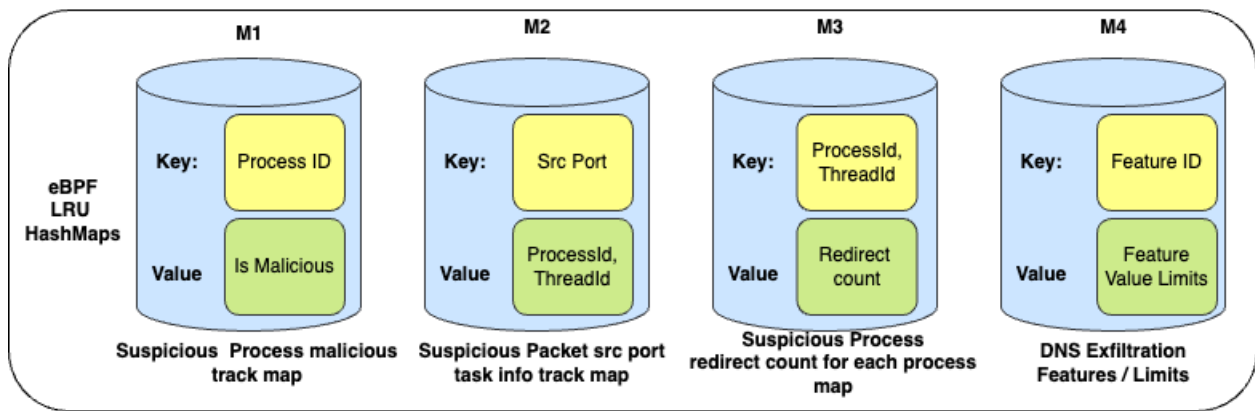 M1
M2
M3
M4
eBPF
LRU
HashMaps
Key:
Process ID
Value
Is Malicious
Suspicious Process malicious
track map
Key:
Src Port
Value
ProcessId,
ThreadId
Suspicious Packet src port
task info track map
Key:
ProcessId,
ThreadId
Value
Redirect
count
Suspicious Process
redirect count for each process
map
Key:
Feature ID
Value
Feature
Value Limits
DNS Exfiltration
Features / Limits